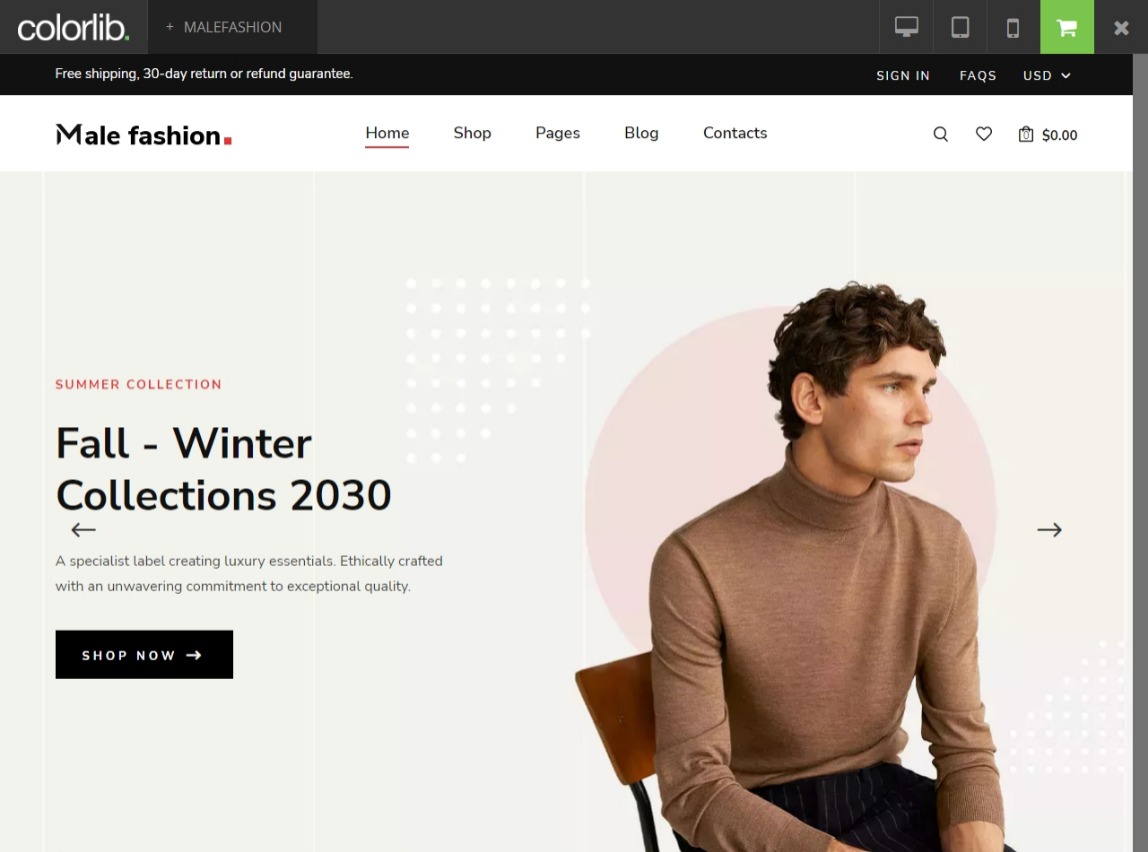 colorlib.
+ MALEFASHION
Free shipping, 30-day return or refund guarantee.
SIGN IN FAQS USD
Male fashion.
Home Shop Pages Blog Contacts
0 $0.00
SUMMER COLLECTION
Fall - Winter
Collections 2030
A specialist label creating luxury essentials. Ethically crafted
with an unwavering commitment to exceptional quality.
SHOP NOW